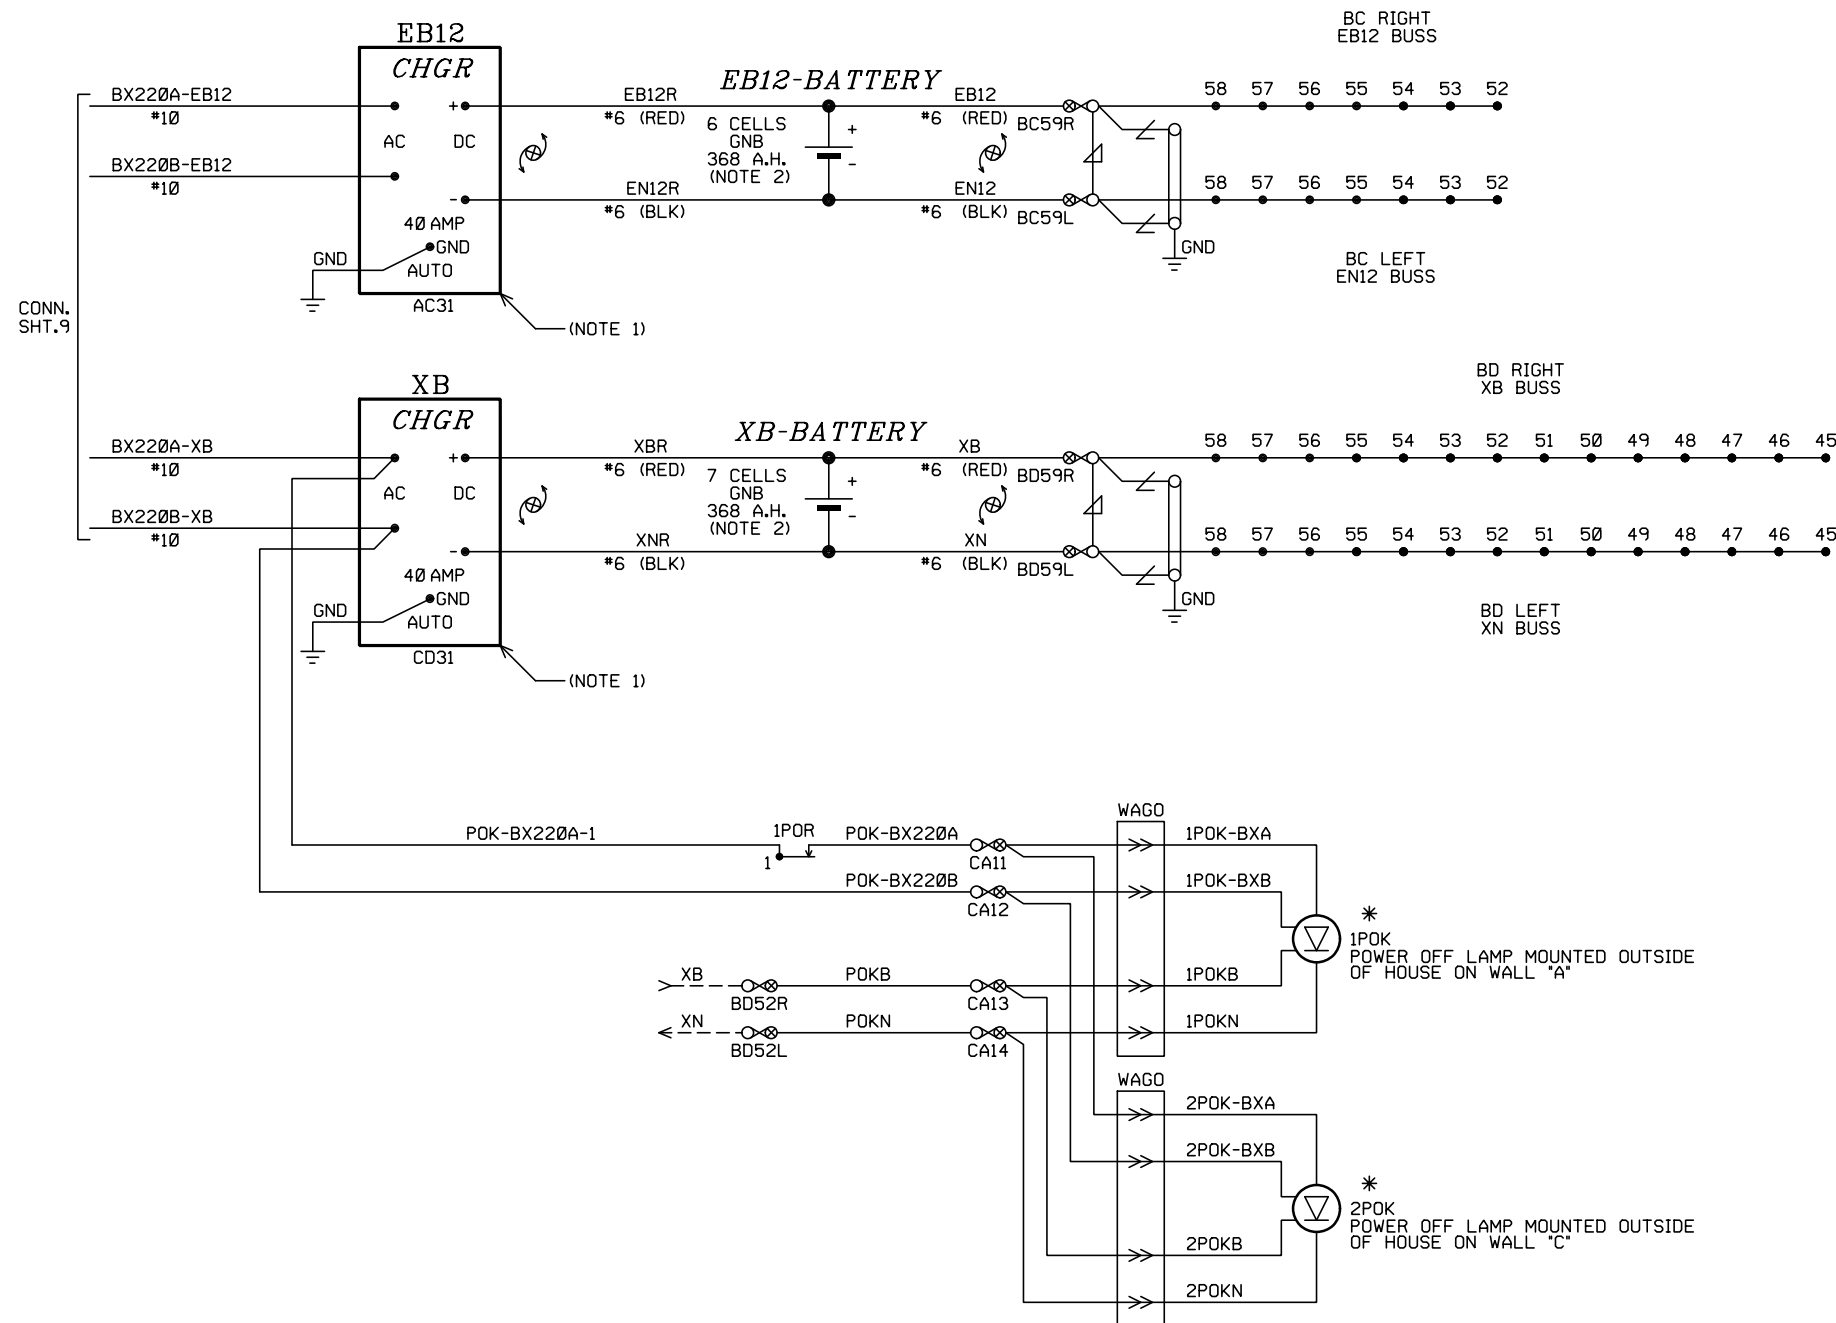 BC RIGHT
EB12 BUSS
EB12
CHGR
EB12-BATTERY
BX220A-EB12
#10
+
EB12R
#6 (RED)
EB12
#6 (RED)
BC59R
58 57 56 55 54 53 52
AC DC
6 CELLS
GNB
368 A.H.
(NOTE 2)
+
-
BX220B-EB12
#10
-
EN12R
#6 (BLK)
EN12
#6 (BLK)
BC59L
58 57 56 55 54 53 52
40 AMP
GND
AUTO
GND
AC31
(NOTE 1)
GND
BC LEFT
EN12 BUSS
CONN.
SHT.9
BD RIGHT
XB BUSS
XB
CHGR
XB-BATTERY
BX220A-XB
#10
+
XBR
#6 (RED)
XB
#6 (RED)
BD59R
58 57 56 55 54 53 52 51 50 49 48 47 46 45
AC DC
7 CELLS
GNB
368 A.H.
(NOTE 2)
+
-
BX220B-XB
#10
-
XNR
#6 (BLK)
XN
#6 (BLK)
BD59L
58 57 56 55 54 53 52 51 50 49 48 47 46 45
40 AMP
GND
AUTO
GND
CD31
(NOTE 1)
GND
BD LEFT
XN BUSS
WAGO
POK-BX220A-1
1POR
1
POK-BX220A
CA11
1POK-BXA
POK-BX220B
CA12
1POK-BXB
*
1POK
POWER OFF LAMP MOUNTED OUTSIDE
OF HOUSE ON WALL "A"
XB
BD52R
POKB
CA13
1POKB
XN
BD52L
POKN
CA14
1POKN
WAGO
2POK-BXA
2POK-BXB
*
2POK
POWER OFF LAMP MOUNTED OUTSIDE
OF HOUSE ON WALL "C"
2POKB
2POKN